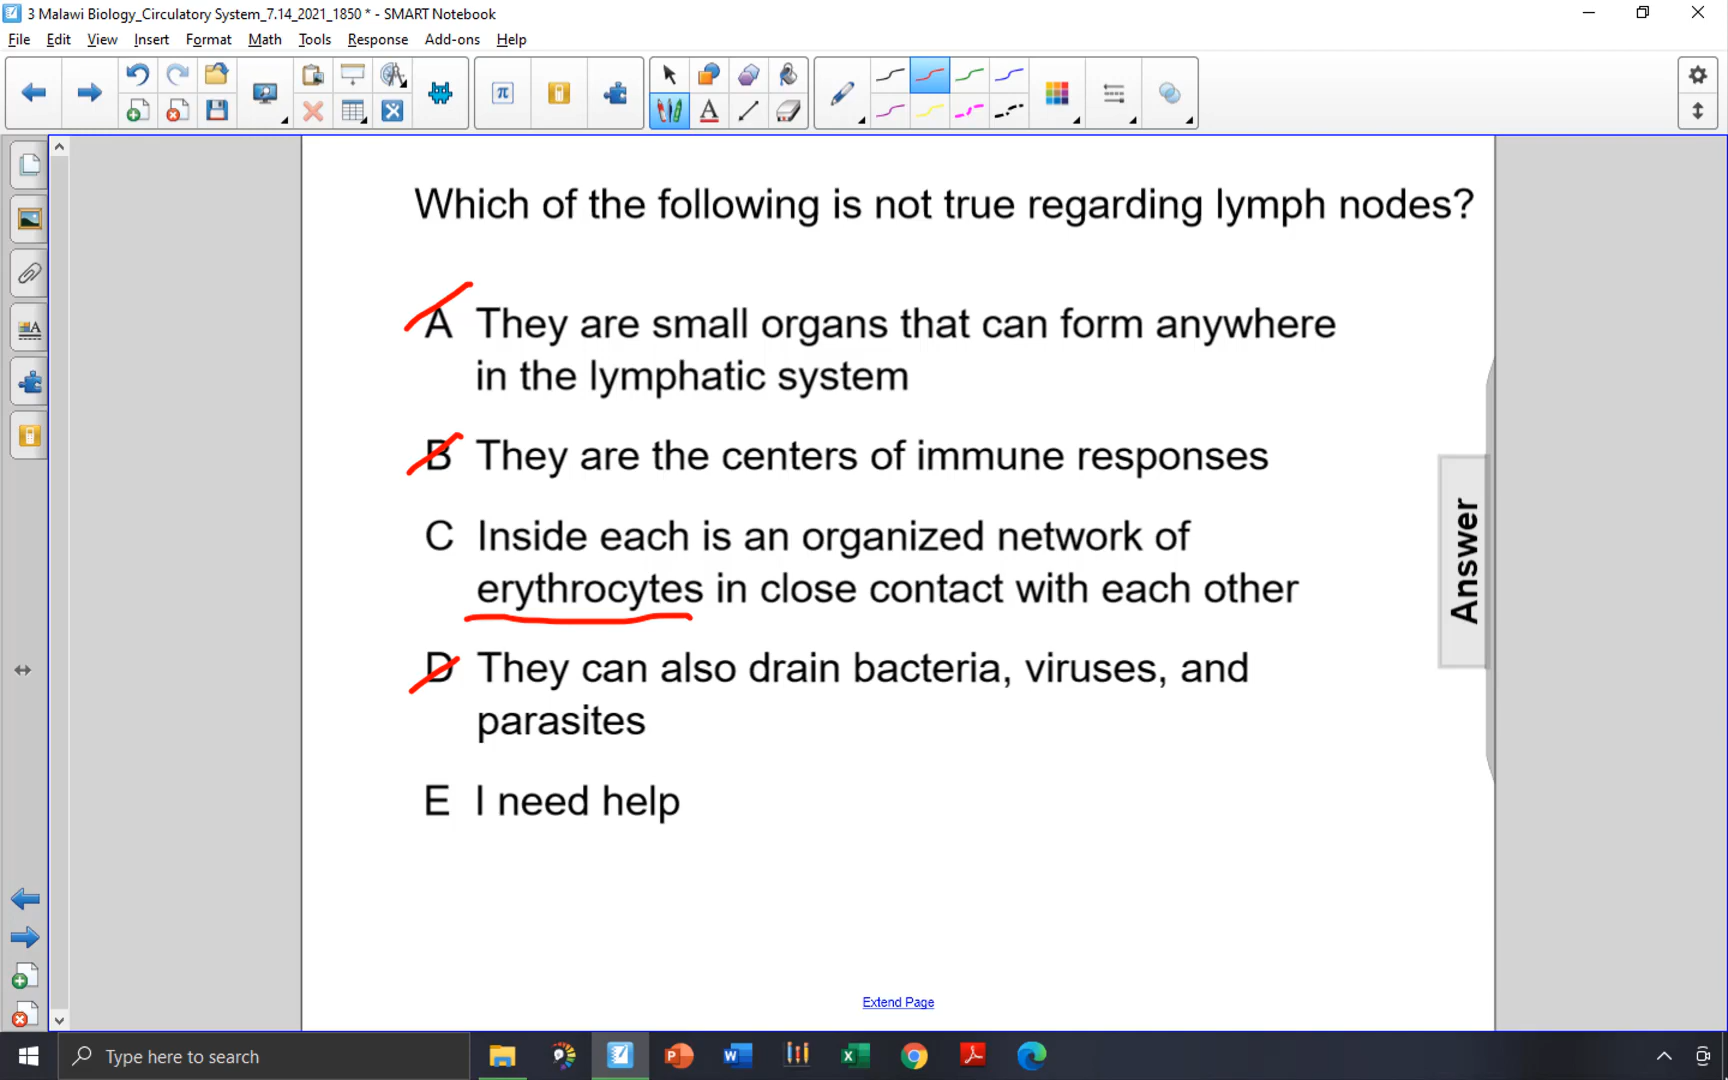 3 Malawi Biology_Circulatory System_7.14_2021_1850 * - SMART Notebook
File Edit View Insert Format Math Tools Response Add-ons Help
Which of the following is not true regarding lymph nodes?
A They are small organs that can form anywhere
in the lymphatic system
B They are the centers of immune responses
C Inside each is an organized network of
erythrocytes in close contact with each other
D They can also drain bacteria, viruses, and
parasites
E I need help
Answer
Extend Page
Type here to search